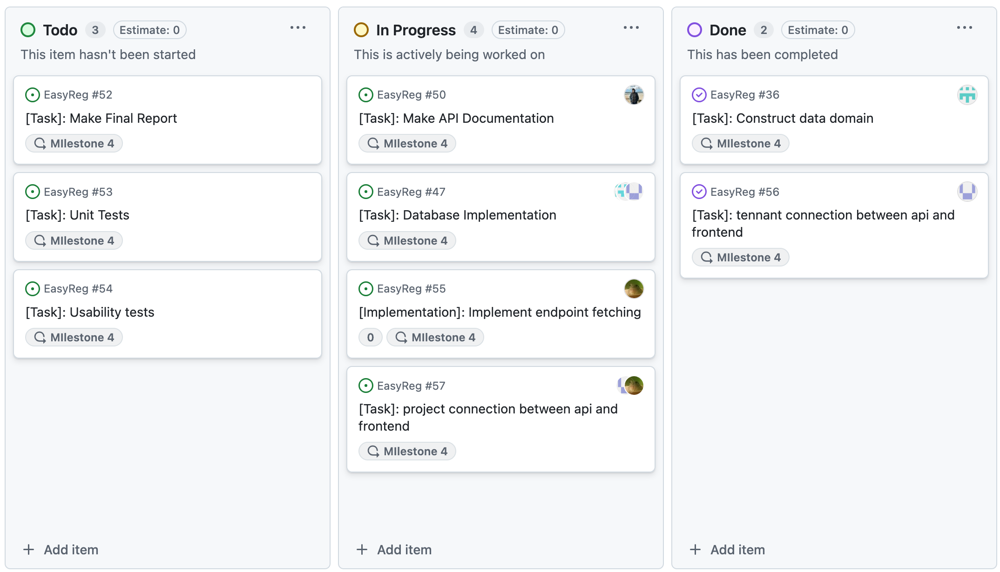 Todo 3 Estimate: 0
This item hasn't been started
EasyReg #52
[Task]: Make Final Report
MIlestone 4
EasyReg #53
[Task]: Unit Tests
MIlestone 4
EasyReg #54
[Task]: Usability tests
MIlestone 4
Add item
In Progress 4 Estimate: 0
This is actively being worked on
EasyReg #50
[Task]: Make API Documentation
MIlestone 4
EasyReg #47
[Task]: Database Implementation
MIlestone 4
EasyReg #55
[Implementation]: Implement endpoint fetching
0 MIlestone 4
EasyReg #57
[Task]: project connection between api and
frontend
MIlestone 4
Add item
Done 2 Estimate: 0
This has been completed
EasyReg #36
[Task]: Construct data domain
MIlestone 4
EasyReg #56
[Task]: tennant connection between api and
frontend
MIlestone 4
Add item